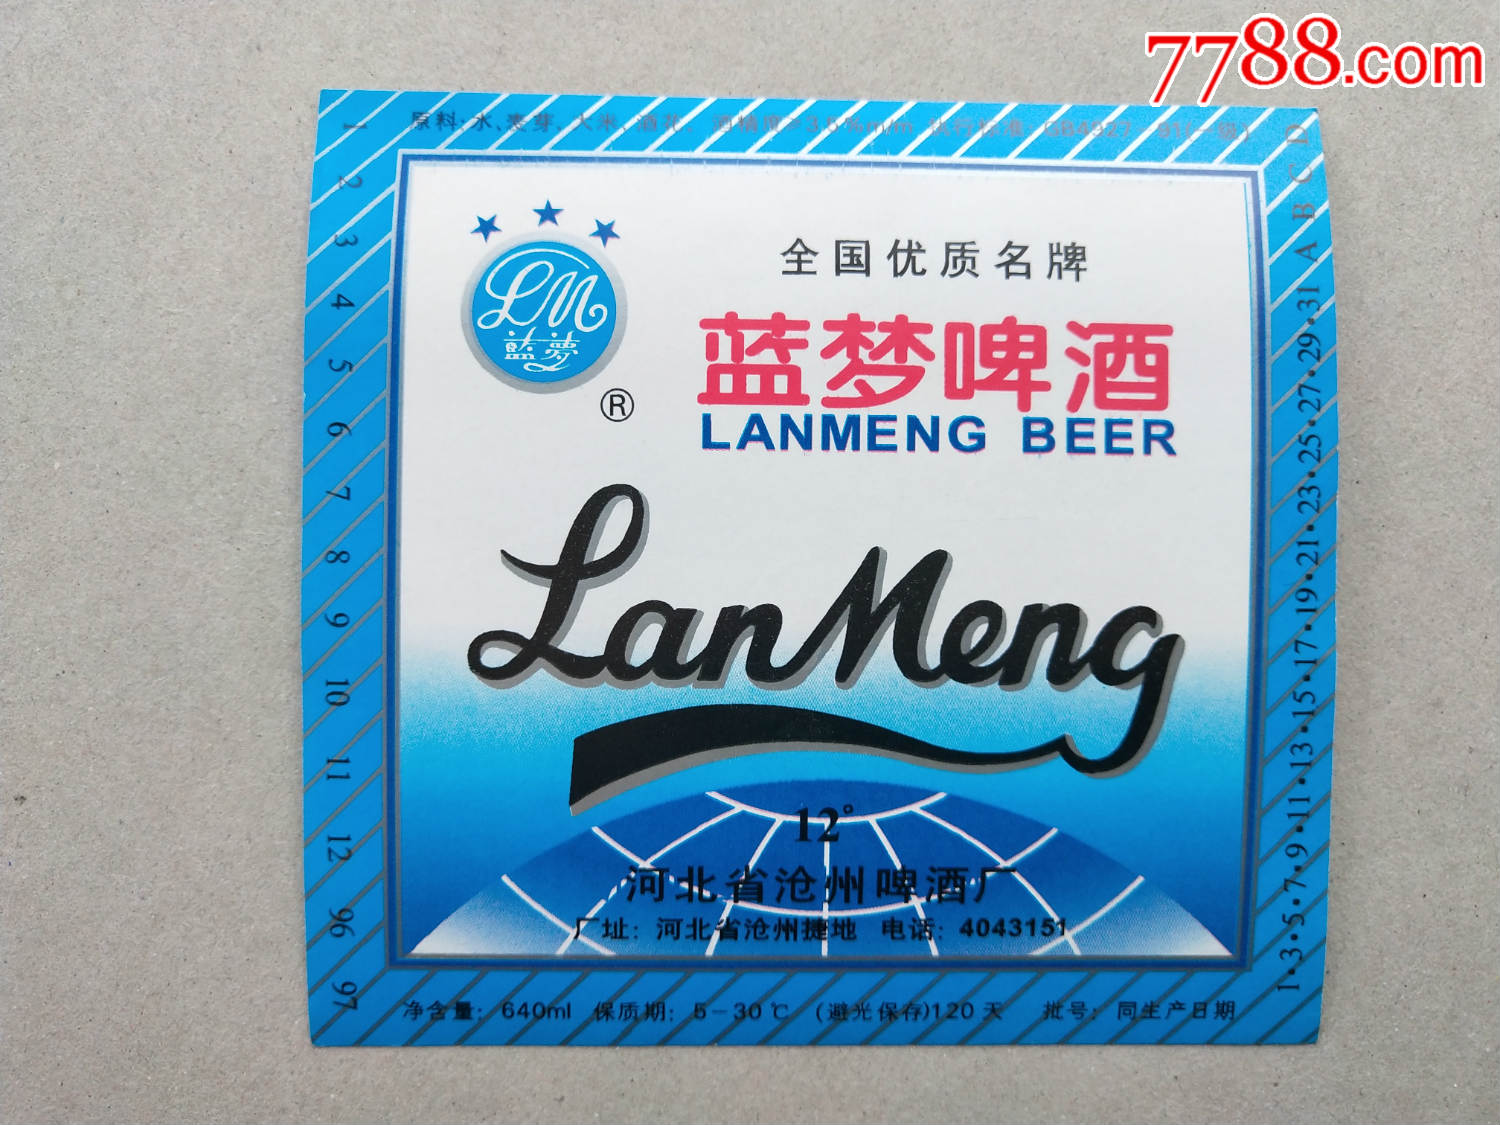 7788.com
原料:水、麦芽、大米、酒花, 酒精度≥3.5%m/m 执行标准:GB4927-91(一级)
1 2 3 4 5 6 7 8 9 10 11 12 96 97
LM
藍夢
®
全国优质名牌
蓝梦啤酒
LANMENG BEER
LanMeng
12°
河北省沧州啤酒厂
厂址:河北省沧州捷地 电话:4043151
净含量:640ml 保质期:5-30℃ (避光保存)120天 批号:同生产日期
1·3·5·7·9·11·13·15·17·19·21·23·25·27·29·31 A B C D